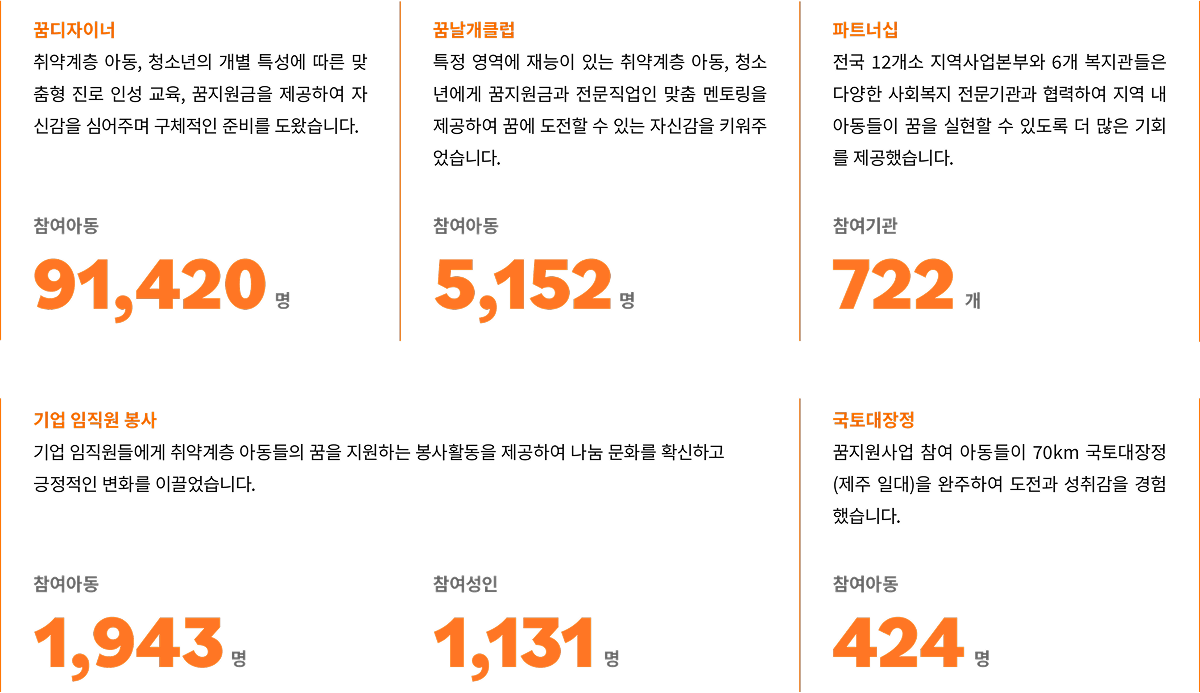 꿈디자이너
취약계층 아동, 청소년의 개별 특성에 따른 맞
춤형 진로 인성 교육, 꿈지원금을 제공하여 자
신감을 심어주며 구체적인 준비를 도왔습니다.
참여아동
91,420 명
꿈날개클럽
특정 영역에 재능이 있는 취약계층 아동, 청소
년에게 꿈지원금과 전문직업인 맞춤 멘토링을
제공하여 꿈에 도전할 수 있는 자신감을 키워주
었습니다.
참여아동
5,152 명
파트너십
전국 12개소 지역사업본부와 6개 복지관들은
다양한 사회복지 전문기관과 협력하여 지역 내
아동들이 꿈을 실현할 수 있도록 더 많은 기회
를 제공했습니다.
참여기관
722 개
기업 임직원 봉사
기업 임직원들에게 취약계층 아동들의 꿈을 지원하는 봉사활동을 제공하여 나눔 문화를 확신하고
긍정적인 변화를 이끌었습니다.
참여아동
1,943 명
참여성인
1,131 명
국토대장정
꿈지원사업 참여 아동들이 70km 국토대장정
(제주 일대)을 완주하여 도전과 성취감을 경험
했습니다.
참여아동
424 명